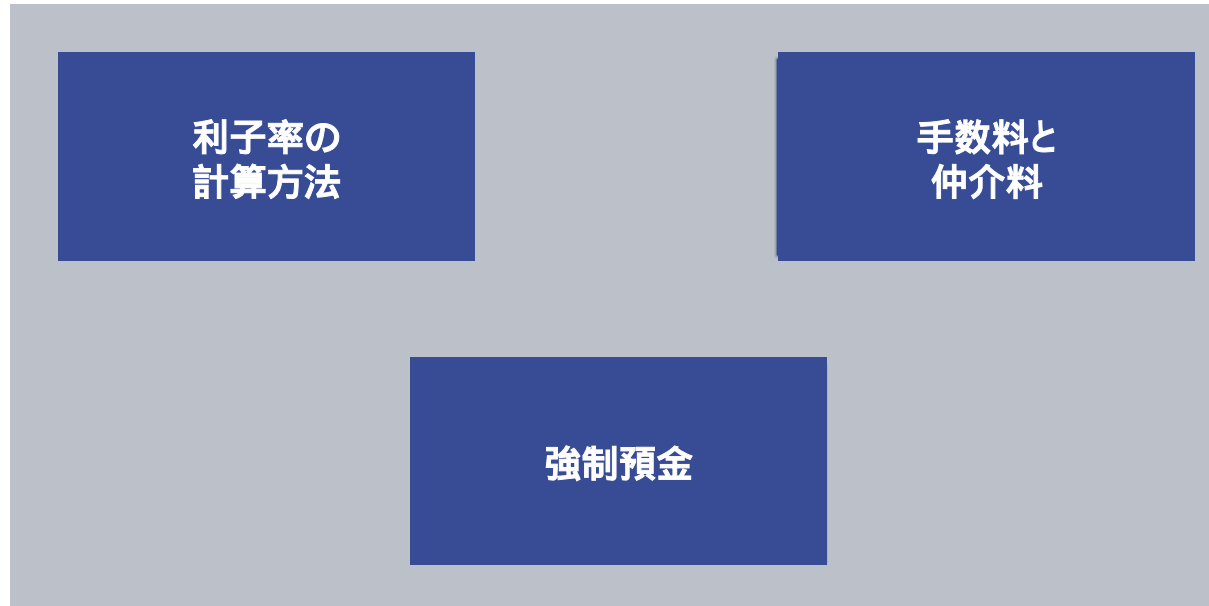 利子率の
計算方法
手数料と
仲介料
強制預金